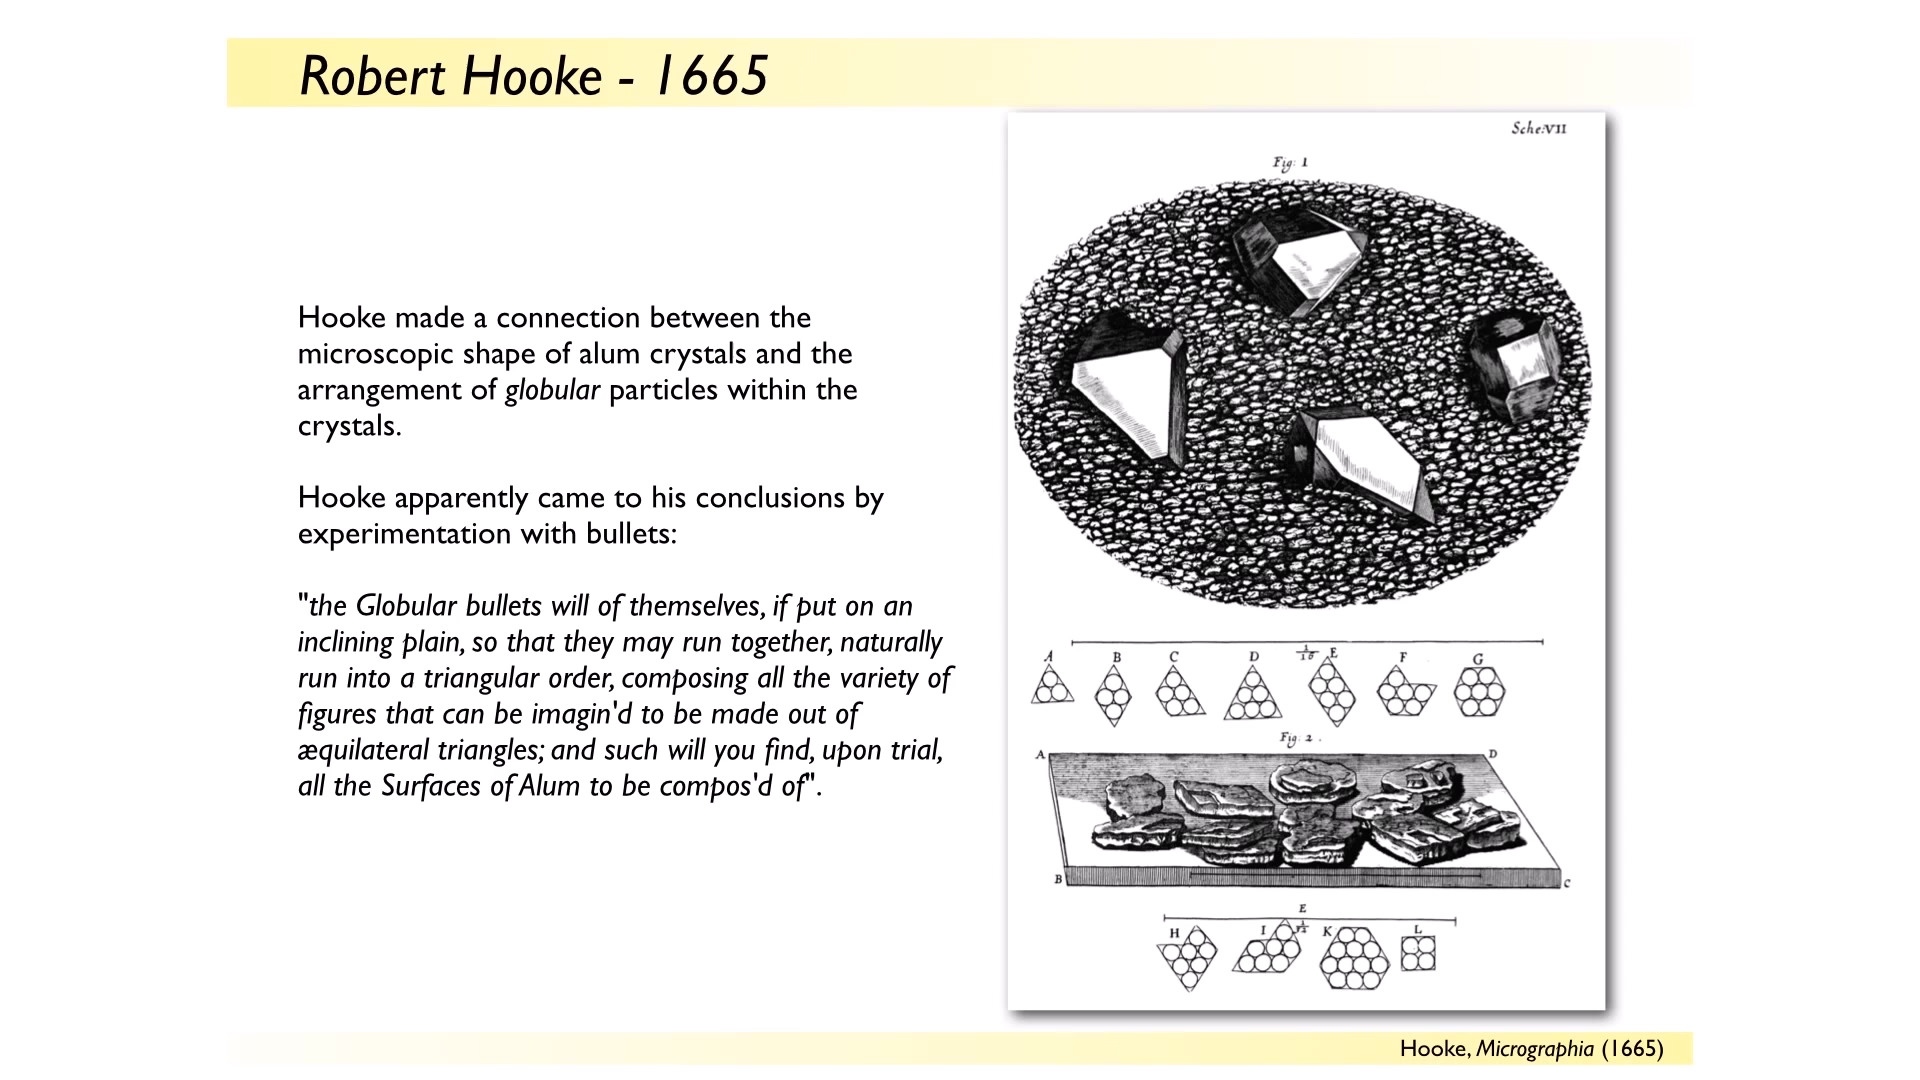 Robert Hooke - 1665
Hooke made a connection between the
microscopic shape of alum crystals and the
arrangement of globular particles within the
crystals.
Hooke apparently came to his conclusions by
experimentation with bullets:
"the Globular bullets will of themselves, if put on an
inclining plain, so that they may run together, naturally
run into a triangular order, composing all the variety of
figures that can be imagin'd to be made out of
æquilateral triangles; and such will you find, upon trial,
all the Surfaces of Alum to be compos'd of".
Sche:VII
Fig: 1
A B C D E F G
Fig: 2.
A D
B C
E
H I K L
Hooke, Micrographia (1665)